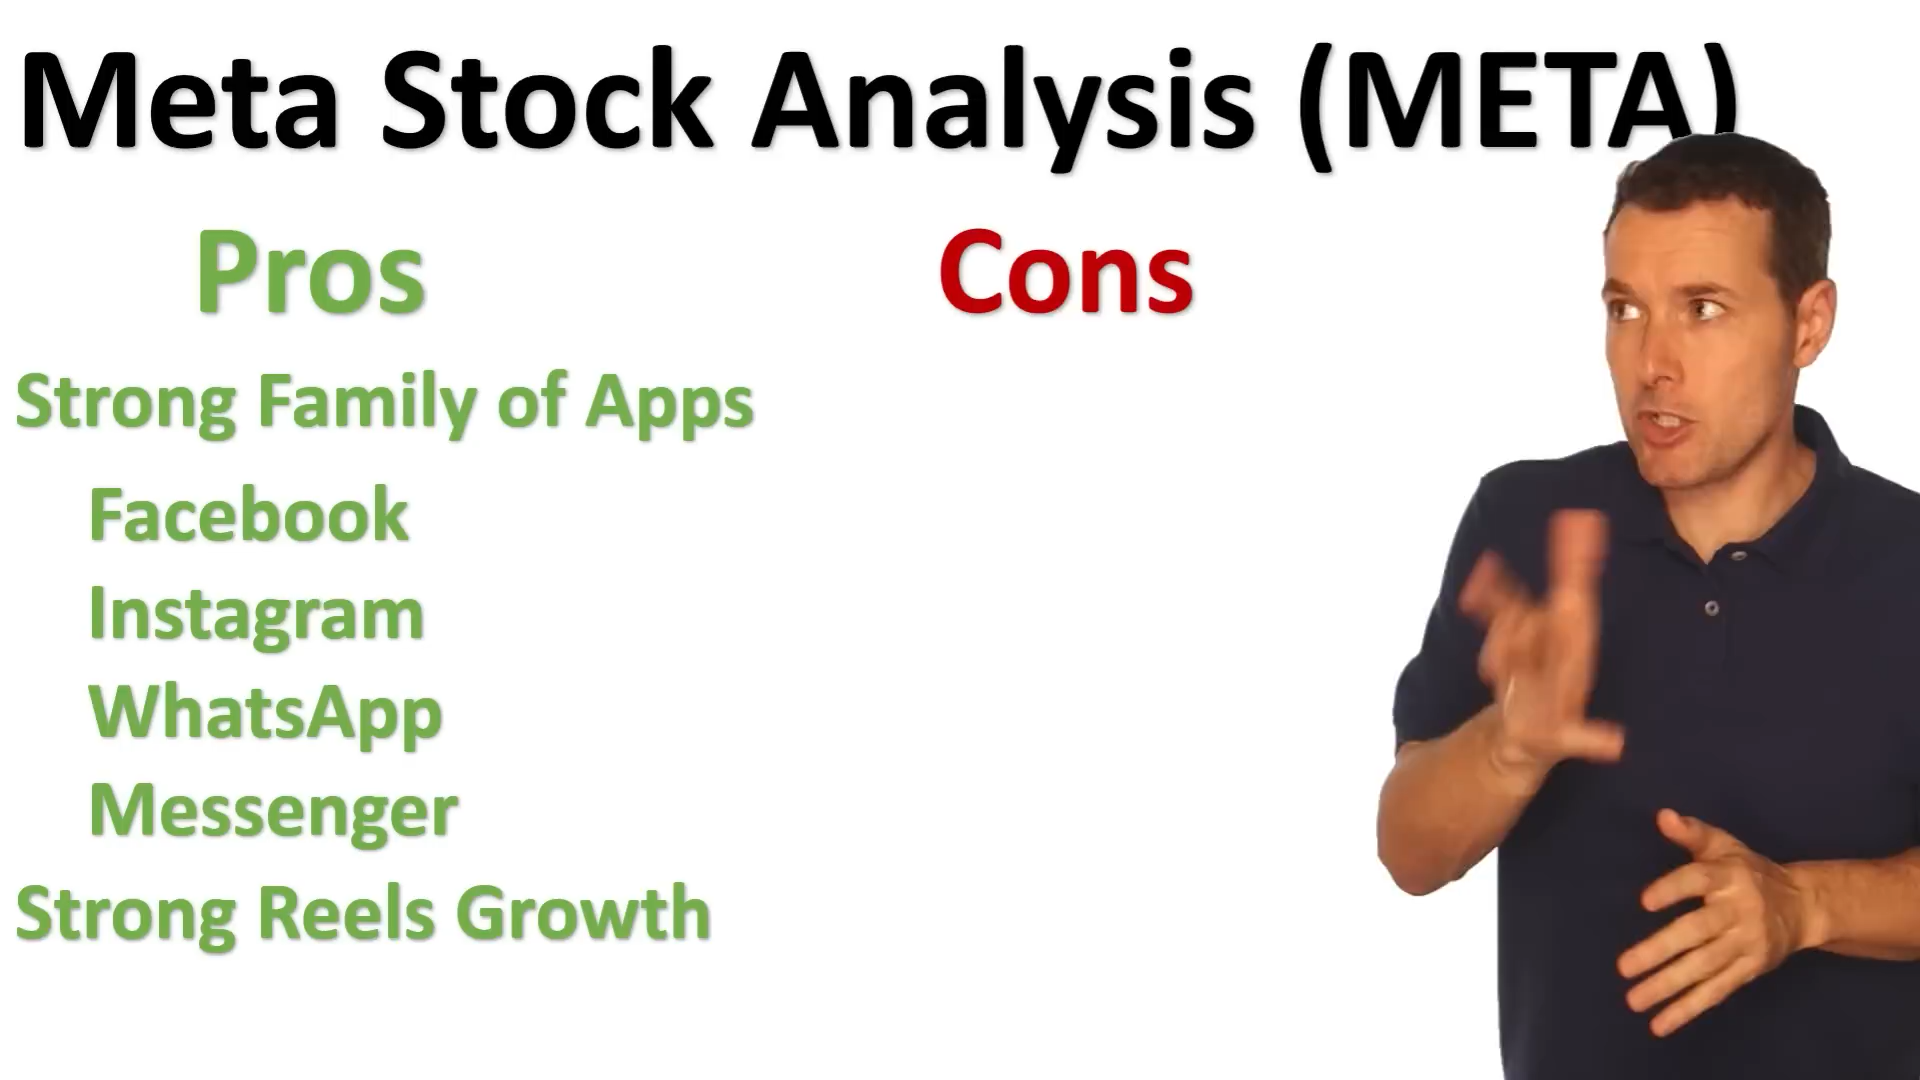 Meta Stock Analysis (META)
Pros
Cons
Strong Family of Apps
Facebook
Instagram
WhatsApp
Messenger
Strong Reels Growth